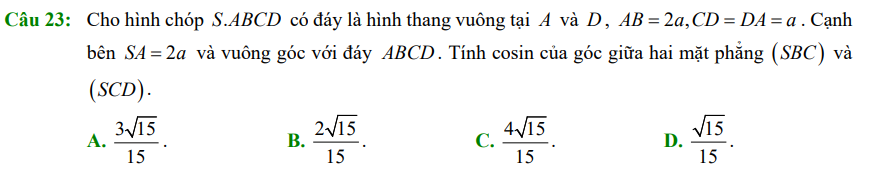 Câu 23: Cho hình chóp S.ABCD có đáy là hình thang vuông tại A và D, AB = 2a, CD = DA = a. Cạnh
bên SA = 2a và vuông góc với đáy ABCD. Tính cosin của góc giữa hai mặt phẳng (SBC) và
(SCD).
A. 3√15/15. B. 2√15/15. C. 4√15/15. D. √15/15.